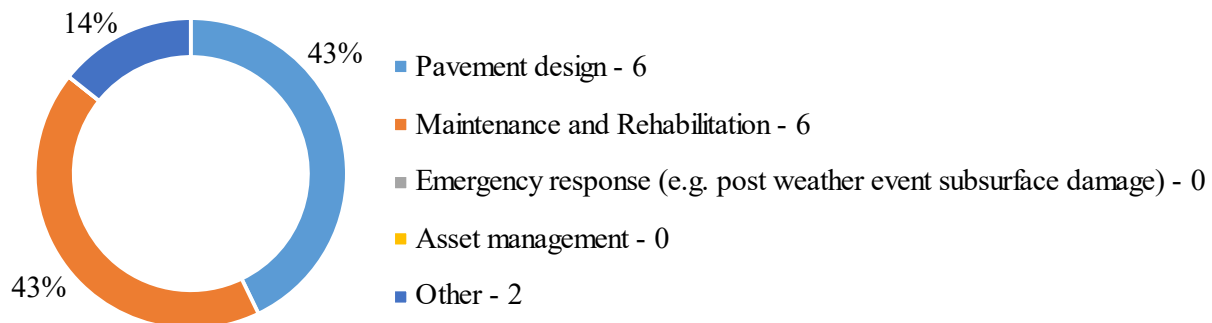 14%
43%
43%
Pavement design - 6
Maintenance and Rehabilitation - 6
Emergency response (e.g. post weather event subsurface damage) - 0
Asset management - 0
Other - 2